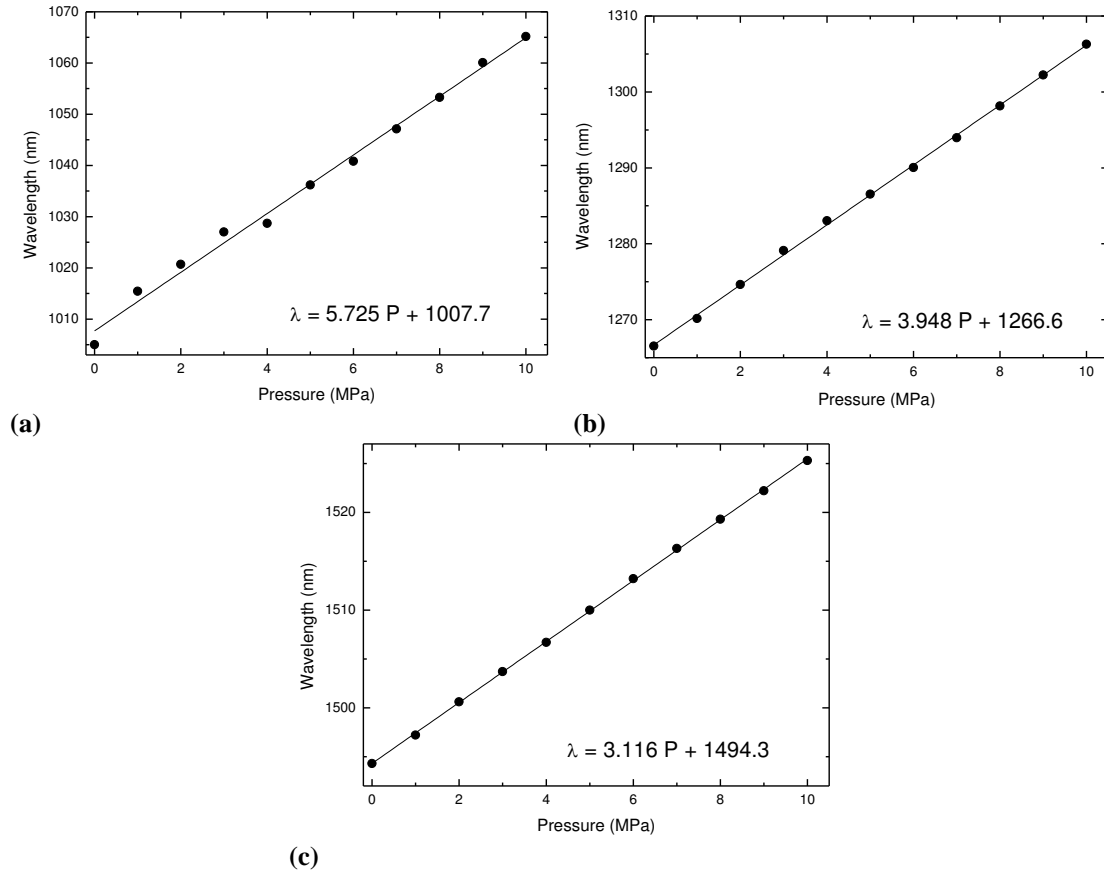 1070
1060
1050
1040
1030
1020
1010
Wavelength (nm)
0 2 4 6 8 10
Pressure (MPa)
λ = 5.725 P + 1007.7
(a)
1310
1300
1290
1280
1270
Wavelength (nm)
0 2 4 6 8 10
Pressure (MPa)
λ = 3.948 P + 1266.6
(b)
1520
1510
1500
Wavelength (nm)
0 2 4 6 8 10
Pressure (MPa)
λ = 3.116 P + 1494.3
(c)